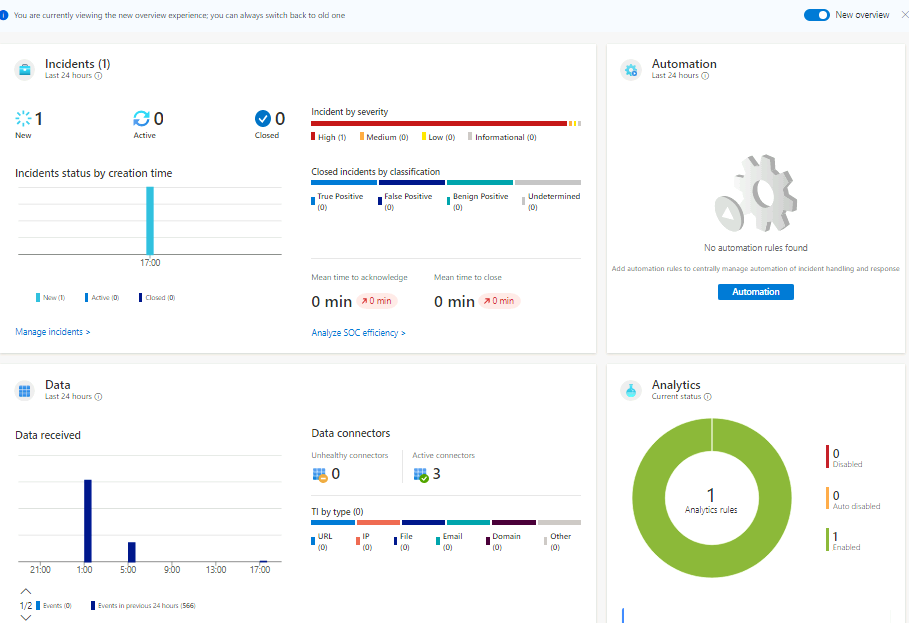 You are currently viewing the new overview experience; you can always switch back to old one
New overview
Incidents (1)
Last 24 hours
1
New
0
Active
0
Closed
Incidents status by creation time
17:00
New (1)
Active (0)
Closed (0)
Manage incidents >
Incident by severity
High (1)
Medium (0)
Low (0)
Informational (0)
Closed incidents by classification
True Positive
(0)
False Positive
(0)
Benign Positive
(0)
Undetermined
(0)
Mean time to acknowledge
0 min
0 min
Mean time to close
0 min
0 min
Analyze SOC efficiency >
Automation
Last 24 hours
No automation rules found
Add automation rules to centrally manage automation of incident handling and response
Automation
Data
Last 24 hours
Data received
21:00
1:00
5:00
9:00
13:00
17:00
1/2
Events (0)
Events in previous 24 hours (566)
Data connectors
Unhealthy connectors
0
Active connectors
3
TI by type (0)
URL
(0)
IP
(0)
File
(0)
Email
(0)
Domain
(0)
Other
(0)
Analytics
Current status
1
Analytics rules
0
Disabled
0
Auto disabled
1
Enabled